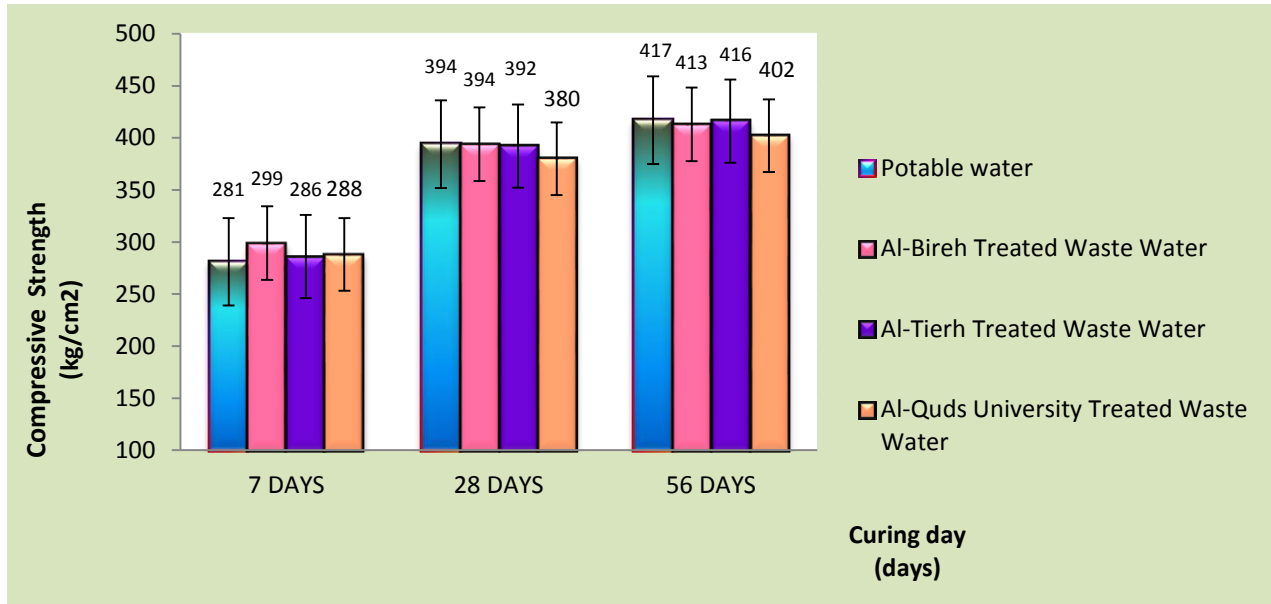 500
450
400
350
300
250
200
150
100
Compressive Strength
(kg/cm2)
281
299
286
288
394
394
392
380
417
413
416
402
7 DAYS
28 DAYS
56 DAYS
Curing day
(days)
Potable water
Al-Bireh Treated Waste Water
Al-Tierh Treated Waste Water
Al-Quds University Treated Waste
Water